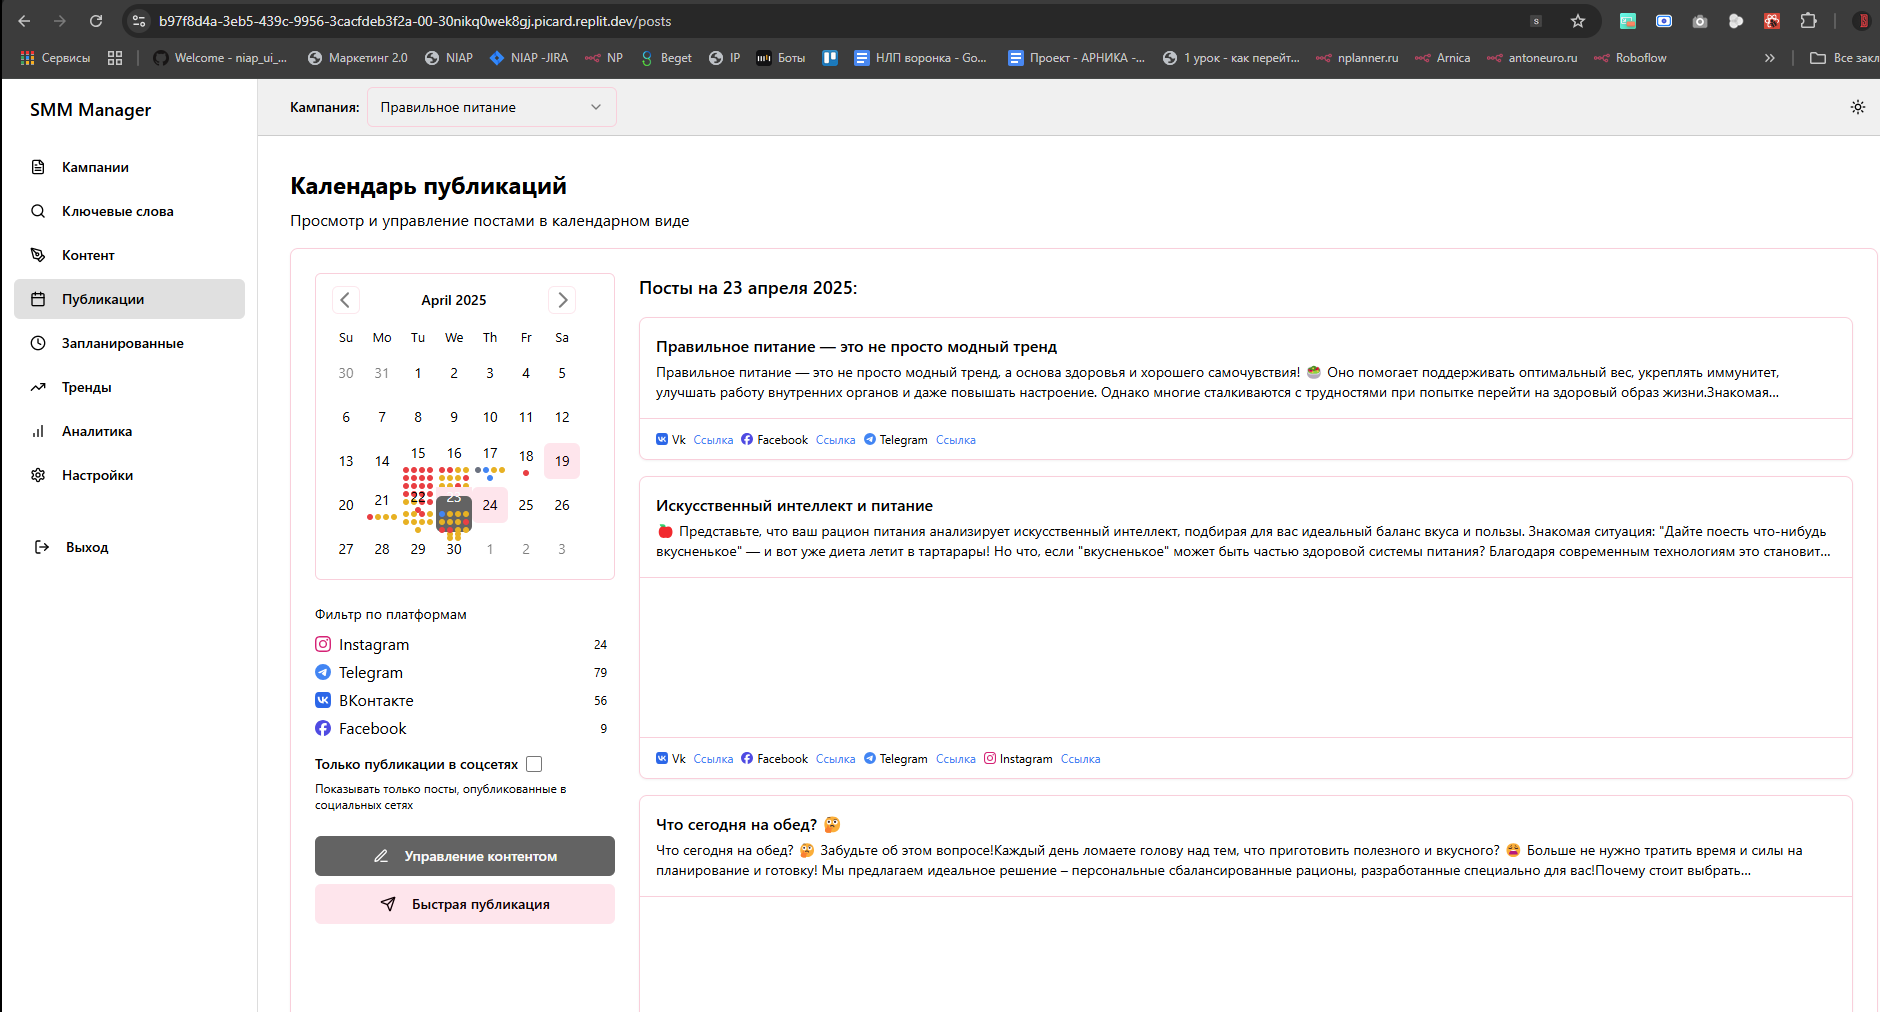 b97f8d4a-3eb5-439c-9956-3cacfdeb3f2a-00-30nikq0wek8gj.picard.replit.dev/posts
Сервисы
Welcome - niap_ui_...
Маркетинг 2.0
NIAP
NIAP -JIRA
NP
Beget
IP
Боты
НЛП воронка - Go...
Проект - АРНИКА -...
1 урок - как перейт...
nplanner.ru
Arnica
antoneuro.ru
Roboflow
Все закл
SMM Manager
Кампании
Ключевые слова
Контент
Публикации
Запланированные
Тренды
Аналитика
Настройки
Выход
Кампания: Правильное питание
Календарь публикаций
Просмотр и управление постами в календарном виде
April 2025
Su Mo Tu We Th Fr Sa
30 31 1 2 3 4 5
6 7 8 9 10 11 12
13 14 15 16 17 18 19
20 21 22 23 24 25 26
27 28 29 30 1 2 3
Фильтр по платформам
Instagram 24
Telegram 79
ВКонтакте 56
Facebook 9
Только публикации в соцсетях
Показывать только посты, опубликованные в
социальных сетях
Управление контентом
Быстрая публикация
Посты на 23 апреля 2025:
Правильное питание — это не просто модный тренд
Правильное питание — это не просто модный тренд, а основа здоровья и хорошего самочувствия! 🥗 Оно помогает поддерживать оптимальный вес, укреплять иммунитет,
улучшать работу внутренних органов и даже повышать настроение. Однако многие сталкиваются с трудностями при попытке перейти на здоровый образ жизни.Знакомая...
Vk Ссылка Facebook Ссылка Telegram Ссылка
Искусственный интеллект и питание
🍎 Представьте, что ваш рацион питания анализирует искусственный интеллект, подбирая для вас идеальный баланс вкуса и пользы. Знакомая ситуация: "Дайте поесть что-нибудь
вкусненькое" — и вот уже диета летит в тартарары! Но что, если "вкусненькое" может быть частью здоровой системы питания? Благодаря современным технологиям это становит...
Vk Ссылка Facebook Ссылка Telegram Ссылка Instagram Ссылка
Что сегодня на обед? 🤔
Что сегодня на обед? 🤔 Забудьте об этом вопросе!Каждый день ломаете голову над тем, что приготовить полезного и вкусного? 😩 Больше не нужно тратить время и силы на
планирование и готовку! Мы предлагаем идеальное решение – персональные сбалансированные рационы, разработанные специально для вас!Почему стоит выбрать...